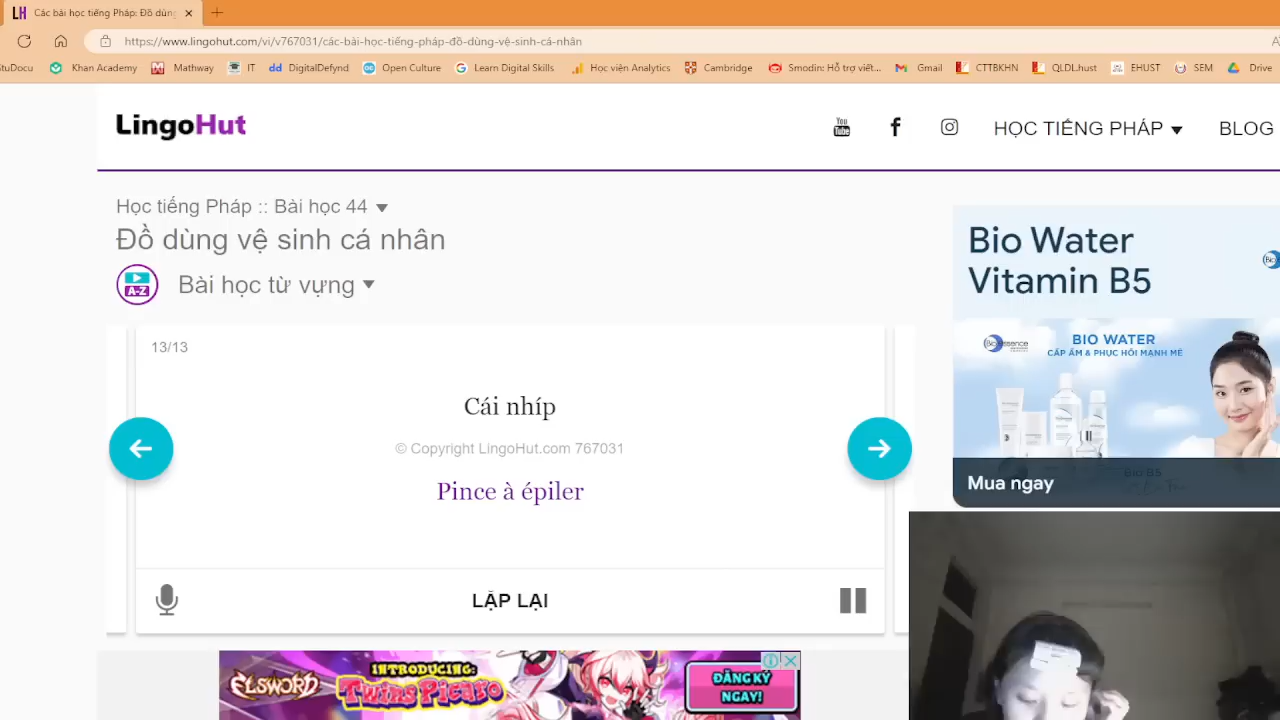 LH Các bài học tiếng Pháp: Đồ dùn
https://www.lingohut.com/vi/v767031/các-bài-học-tiếng-pháp-đồ-dùng-vệ-sinh-cá-nhân
StuDocu Khan Academy Mathway IT DigitalDefynd Open Culture Learn Digital Skills Học viện Analytics Cambridge Smodin: Hỗ trợ viết... Gmail CTTBKHN QLDL.hust EHUST SEM Drive
LingoHut
You Tube
HỌC TIẾNG PHÁP BLOG
Học tiếng Pháp :: Bài học 44
Đồ dùng vệ sinh cá nhân
A-Z Bài học từ vựng
13/13
Cái nhíp
© Copyright LingoHut.com 767031
Pince à épiler
LẶP LẠI
Bio Water
Vitamin B5
BIO WATER
CẤP ẨM & PHỤC HỒI MẠNH MẼ
Mua ngay
ELSWORD
INTRODUCING:
Twins Picaro
ĐĂNG KÝ
NGAY!